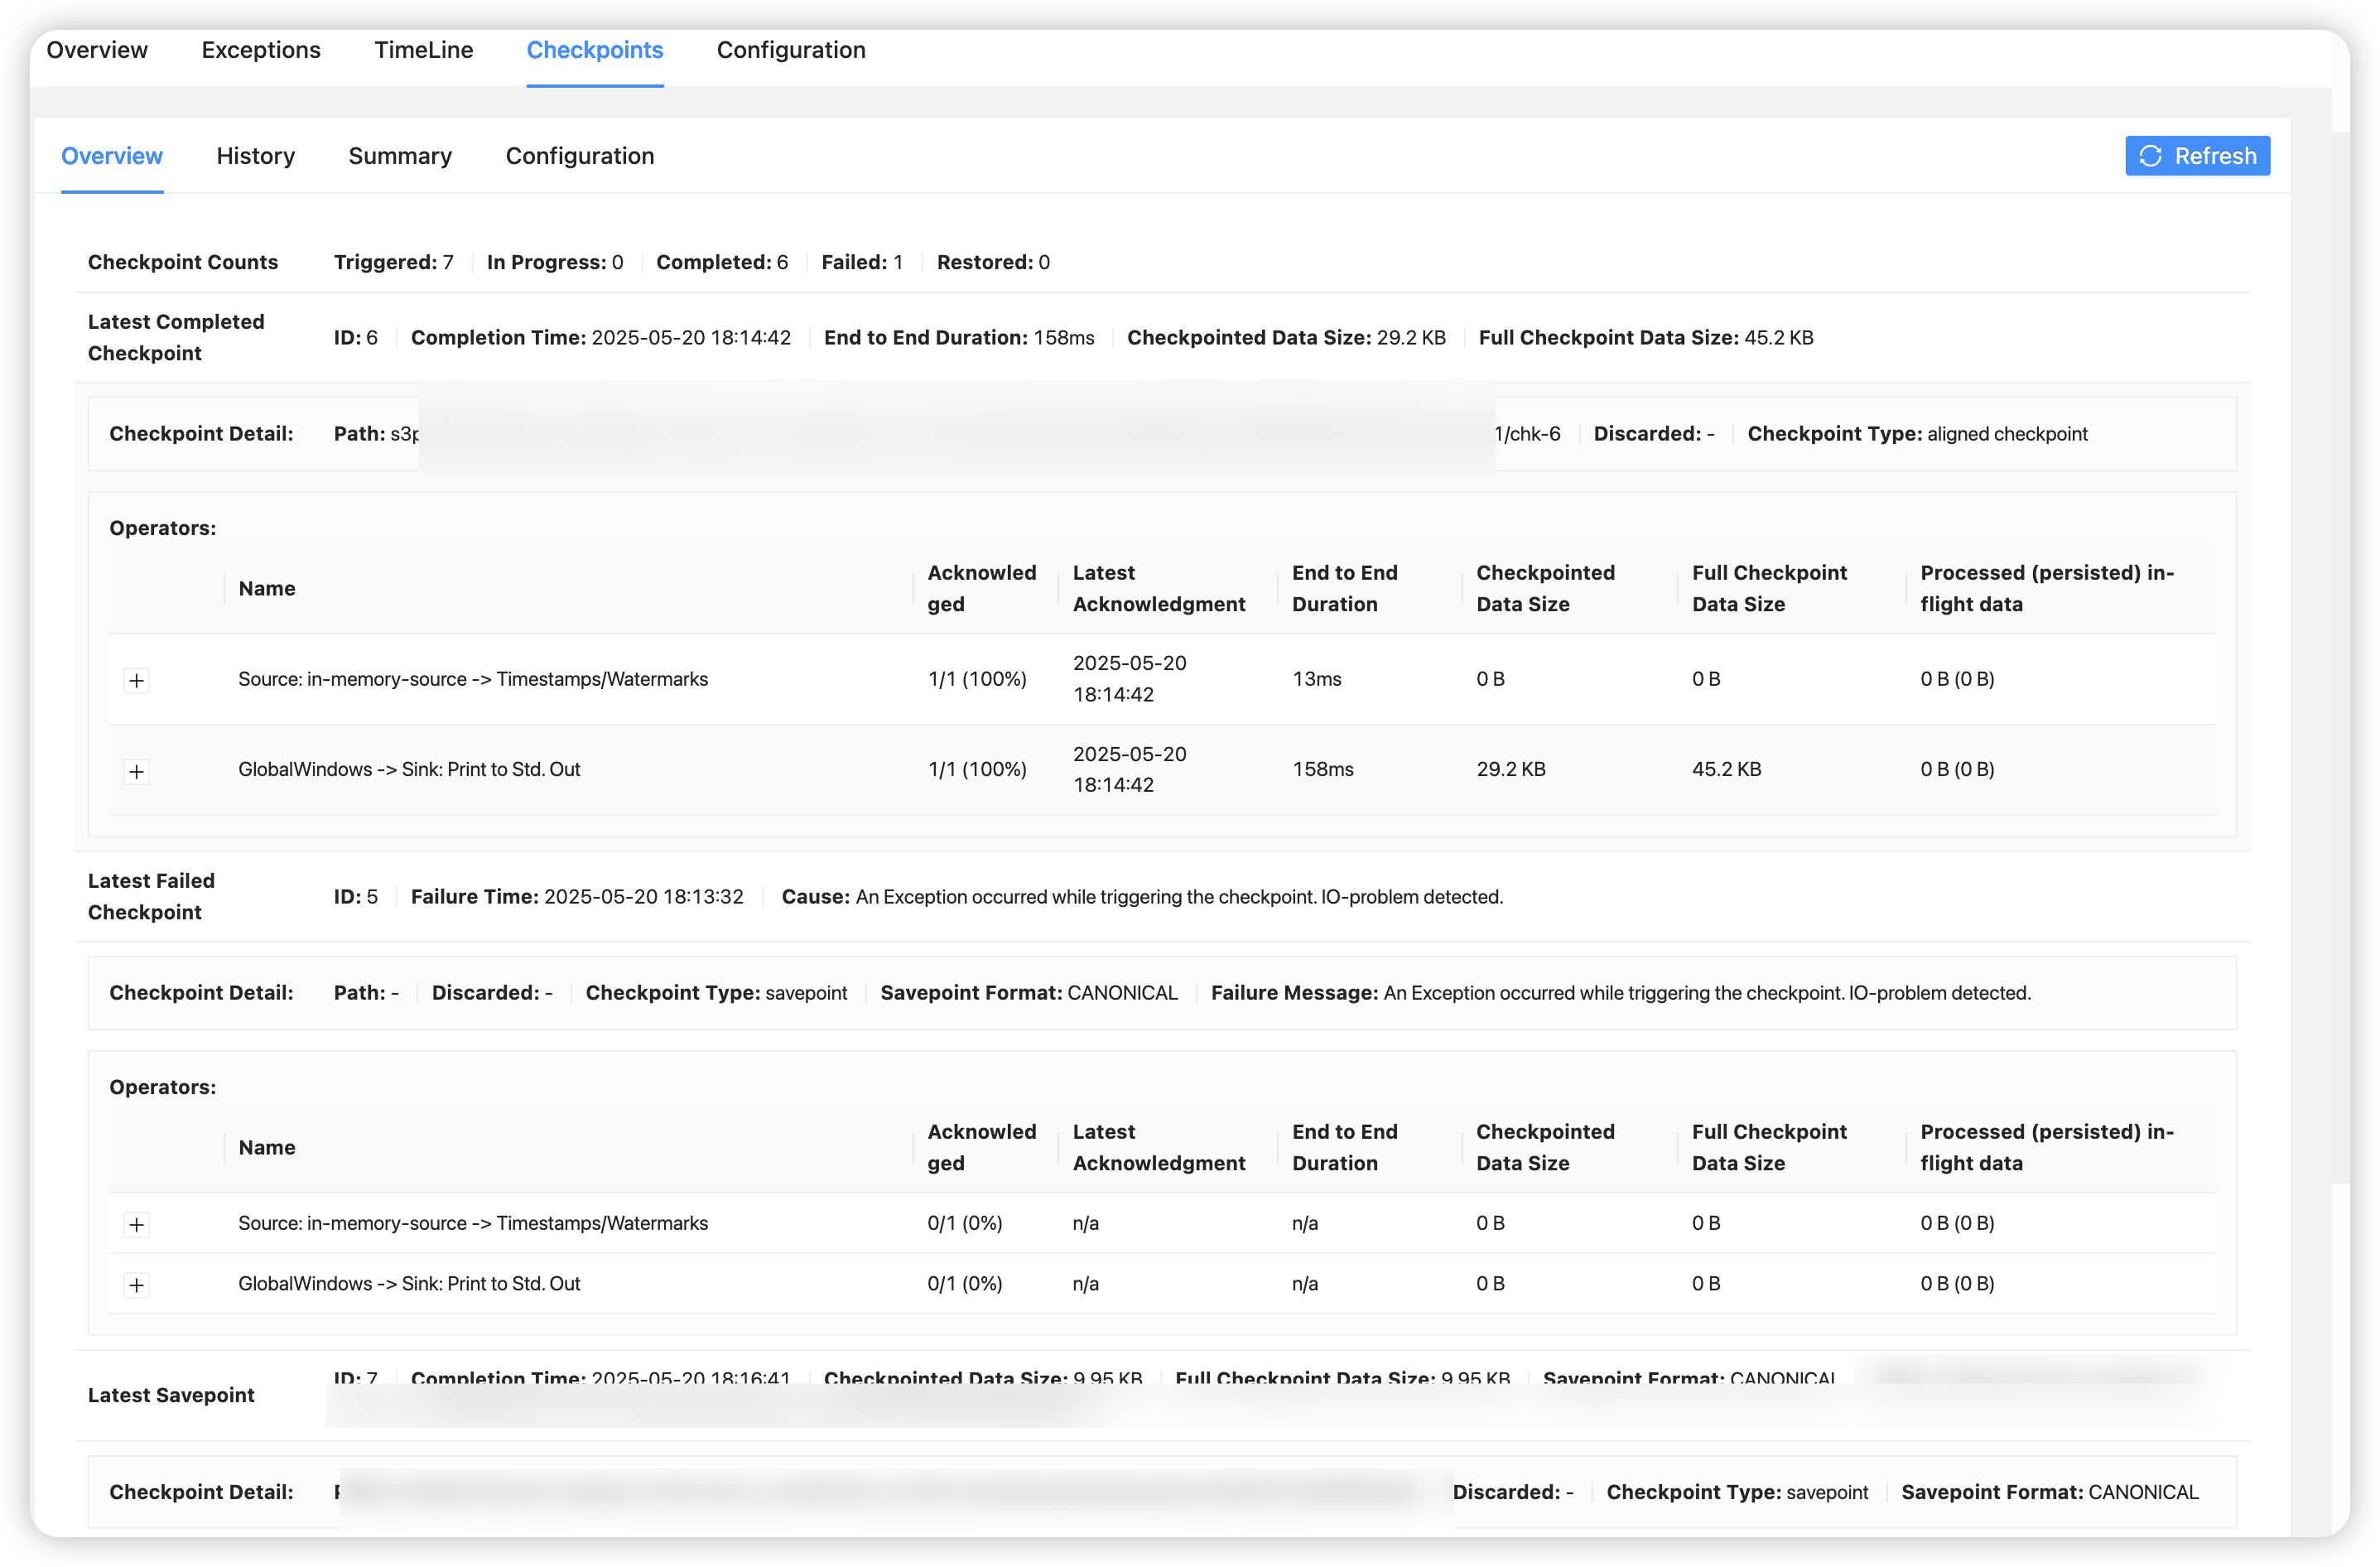 Overview Exceptions TimeLine Checkpoints Configuration
Overview History Summary Configuration Refresh
Checkpoint Counts Triggered: 7 In Progress: 0 Completed: 6 Failed: 1 Restored: 0
Latest Completed Checkpoint ID: 6 Completion Time: 2025-05-20 18:14:42 End to End Duration: 158ms Checkpointed Data Size: 29.2 KB Full Checkpoint Data Size: 45.2 KB
Checkpoint Detail: Path: s3p 1/chk-6 Discarded: - Checkpoint Type: aligned checkpoint
Operators:
Name Acknowledged Latest Acknowledgment End to End Duration Checkpointed Data Size Full Checkpoint Data Size Processed (persisted) in-flight data
Source: in-memory-source -> Timestamps/Watermarks 1/1 (100%) 2025-05-20 18:14:42 13ms 0 B 0 B 0 B (0 B)
GlobalWindows -> Sink: Print to Std. Out 1/1 (100%) 2025-05-20 18:14:42 158ms 29.2 KB 45.2 KB 0 B (0 B)
Latest Failed Checkpoint ID: 5 Failure Time: 2025-05-20 18:13:32 Cause: An Exception occurred while triggering the checkpoint. IO-problem detected.
Checkpoint Detail: Path: - Discarded: - Checkpoint Type: savepoint Savepoint Format: CANONICAL Failure Message: An Exception occurred while triggering the checkpoint. IO-problem detected.
Operators:
Name Acknowledged Latest Acknowledgment End to End Duration Checkpointed Data Size Full Checkpoint Data Size Processed (persisted) in-flight data
Source: in-memory-source -> Timestamps/Watermarks 0/1 (0%) n/a n/a 0 B 0 B 0 B (0 B)
GlobalWindows -> Sink: Print to Std. Out 0/1 (0%) n/a n/a 0 B 0 B 0 B (0 B)
Latest Savepoint ID: 7 Completion Time: 2025-05-20 18:16:41 Checkpointed Data Size: 9.95 KB Full Checkpoint Data Size: 9.95 KB Savepoint Format: CANONICAL
Checkpoint Detail: Discarded: - Checkpoint Type: savepoint Savepoint Format: CANONICAL